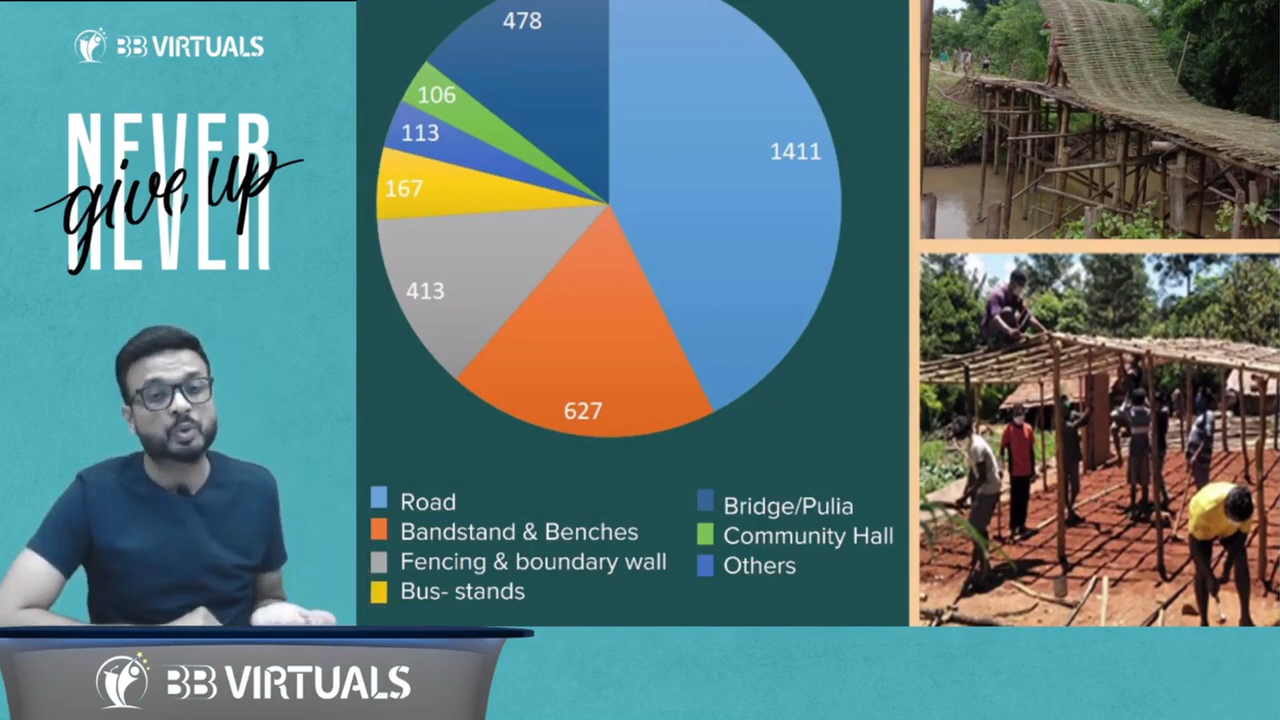 BB VIRTUALS
NEVER
give up
NEVER
478
106
113
167
413
627
1411
Road
Bandstand & Benches
Fencing & boundary wall
Bus- stands
Bridge/Pulia
Community Hall
Others
BB VIRTUALS